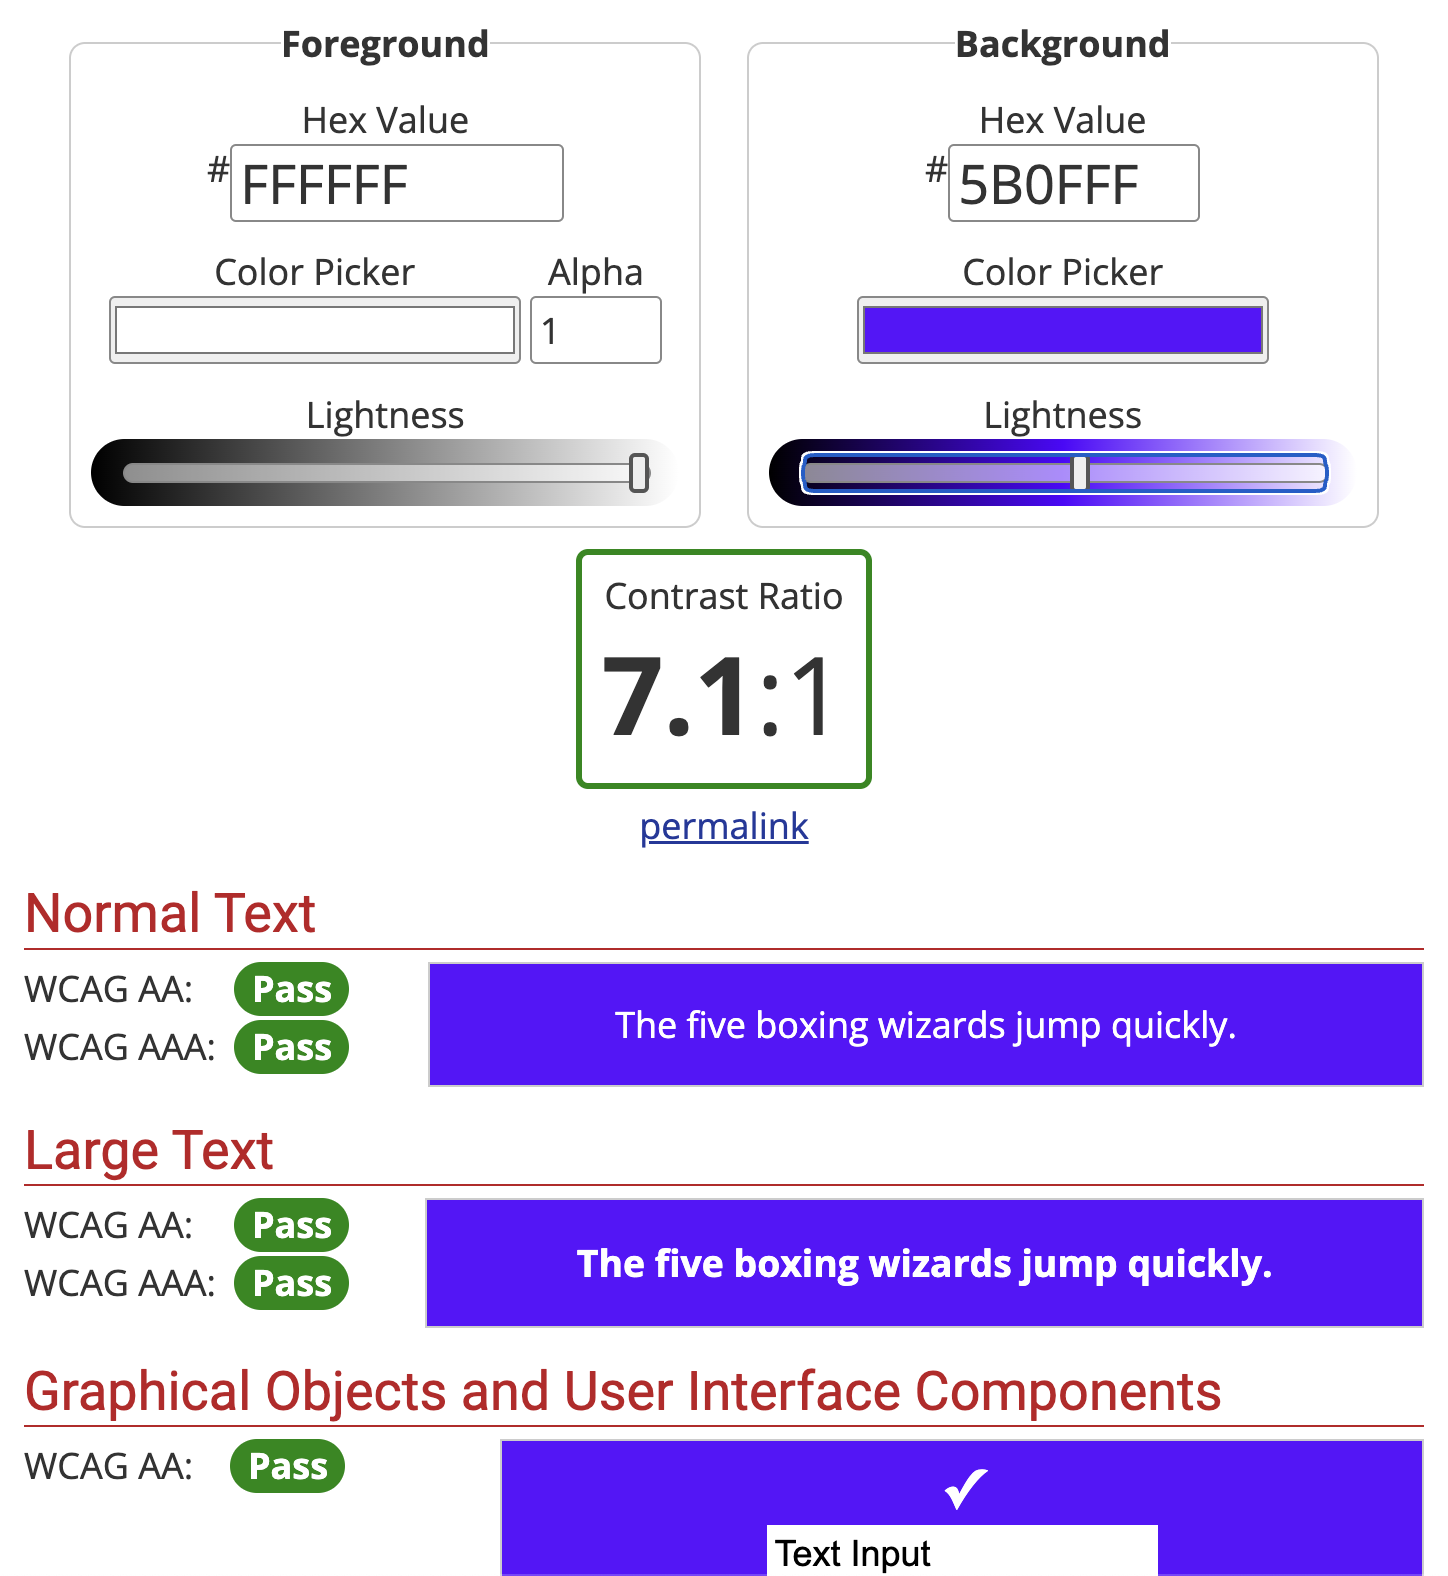 Foreground
Hex Value
#FFFFFF
Color Picker Alpha
1
Lightness
Background
Hex Value
#5B0FFF
Color Picker
Lightness
Contrast Ratio
7.1:1
permalink
Normal Text
WCAG AA: Pass
WCAG AAA: Pass
The five boxing wizards jump quickly.
Large Text
WCAG AA: Pass
WCAG AAA: Pass
The five boxing wizards jump quickly.
Graphical Objects and User Interface Components
WCAG AA: Pass
✓
Text Input